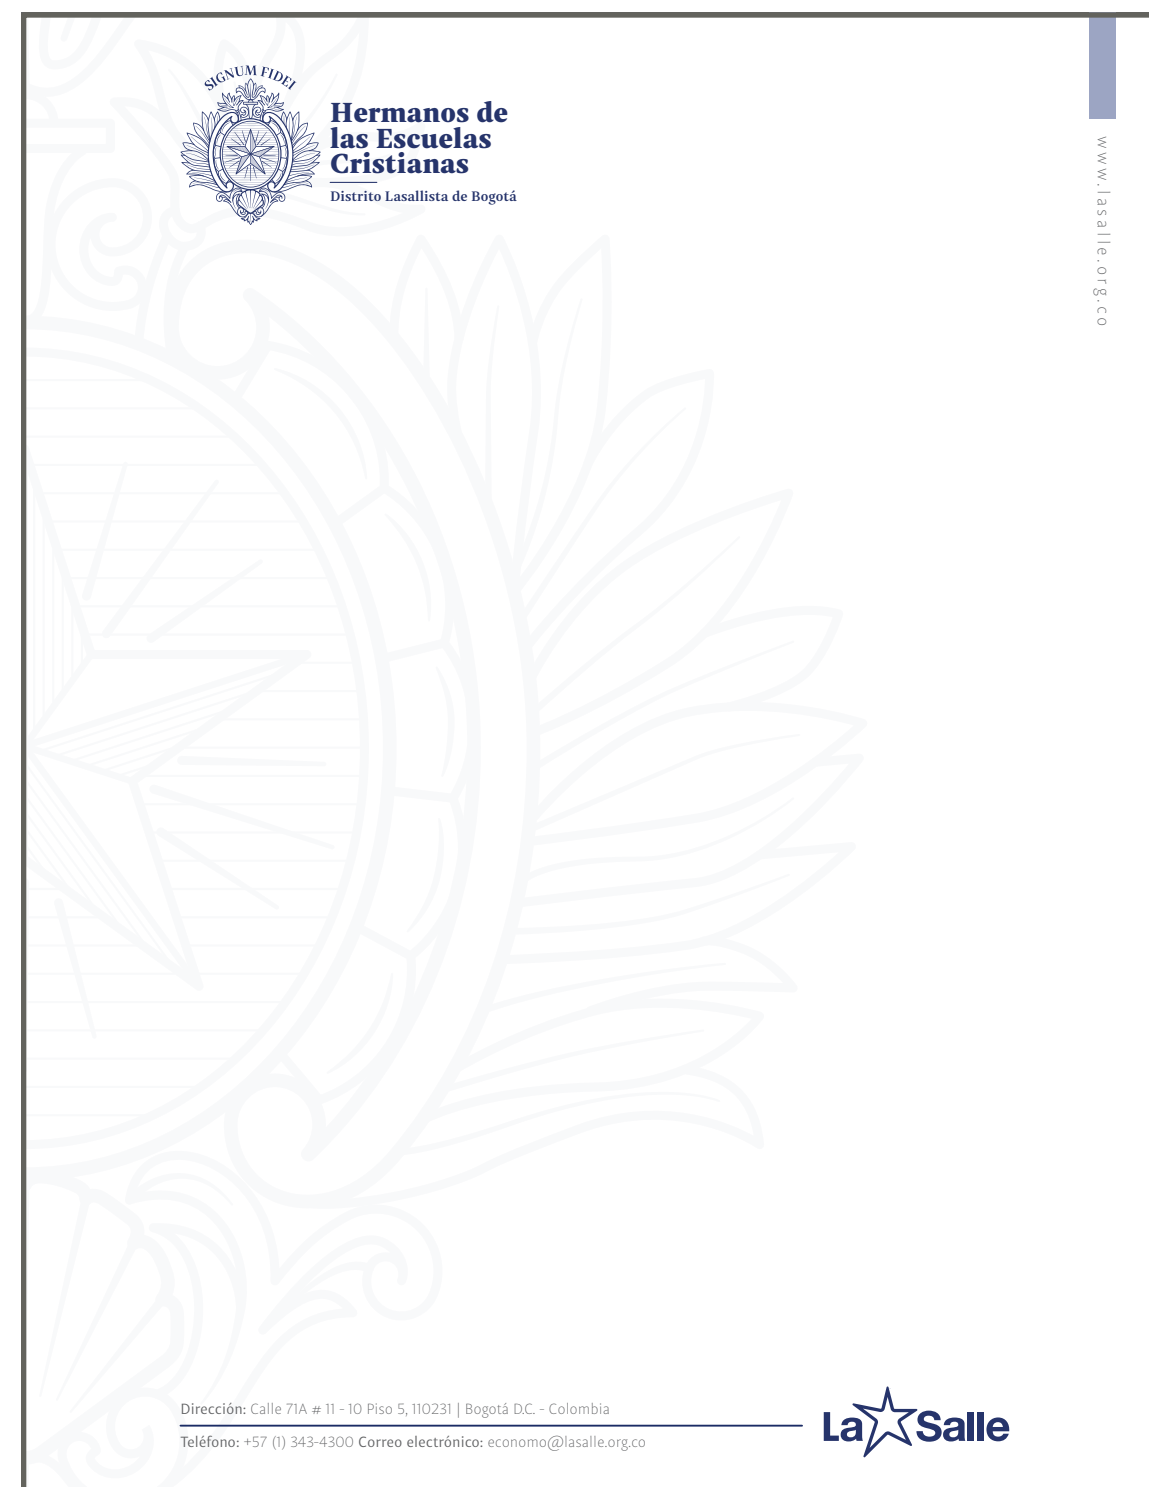 SIGNUM FIDEI
Hermanos de
las Escuelas
Cristianas
Distrito Lasallista de Bogotá
www.lasalle.org.co
Dirección: Calle 71A # 11 - 10 Piso 5, 110231 | Bogotá D.C. - Colombia
Teléfono: +57 (1) 343-4300 Correo electrónico: economo@lasalle.org.co
La Salle